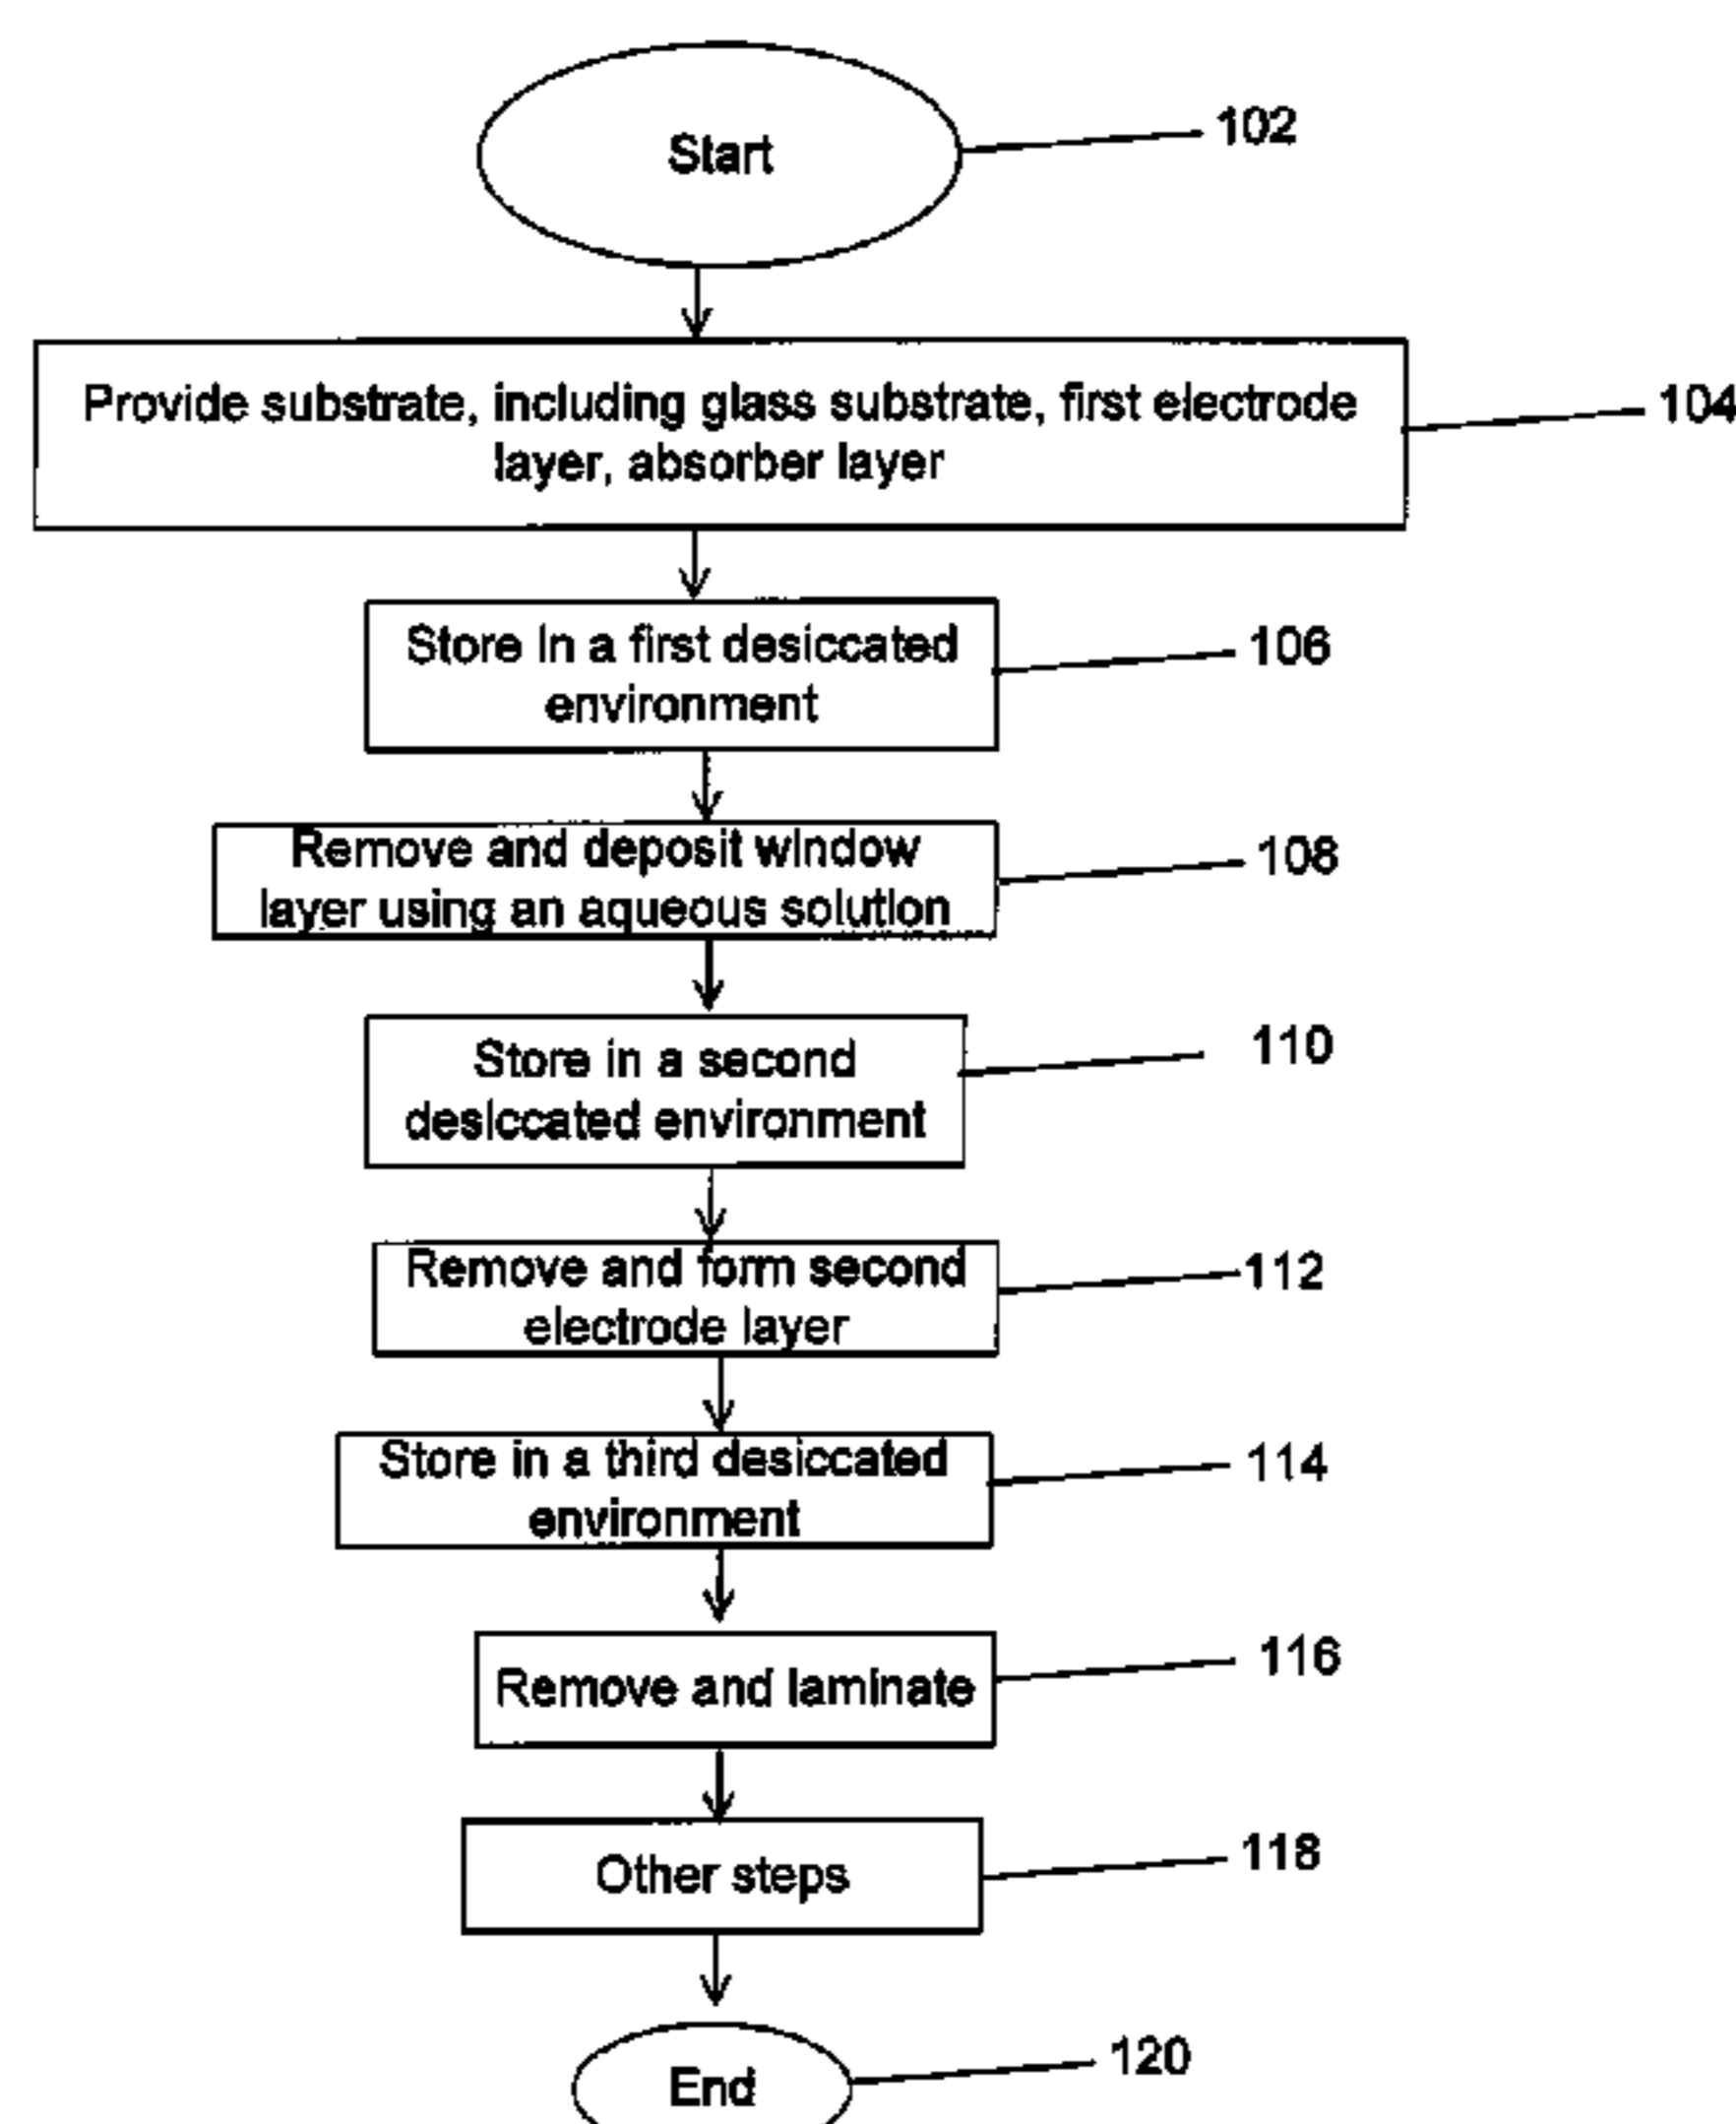 Start
102
Provide substrate, including glass substrate, first electrode
layer, absorber layer
104
Store in a first desiccated
environment
106
Remove and deposit window
layer using an aqueous solution
108
Store in a second
desiccated environment
110
Remove and form second
electrode layer
112
Store in a third desiccated
environment
114
Remove and laminate
116
Other steps
118
End
120